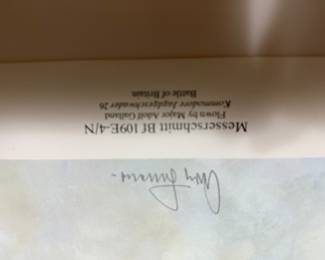 Messerschmitt Bf 109E-4/N
Flown by Major Adolf Galland
Kommodore Jagdgeschwader 26
Battle of Britain